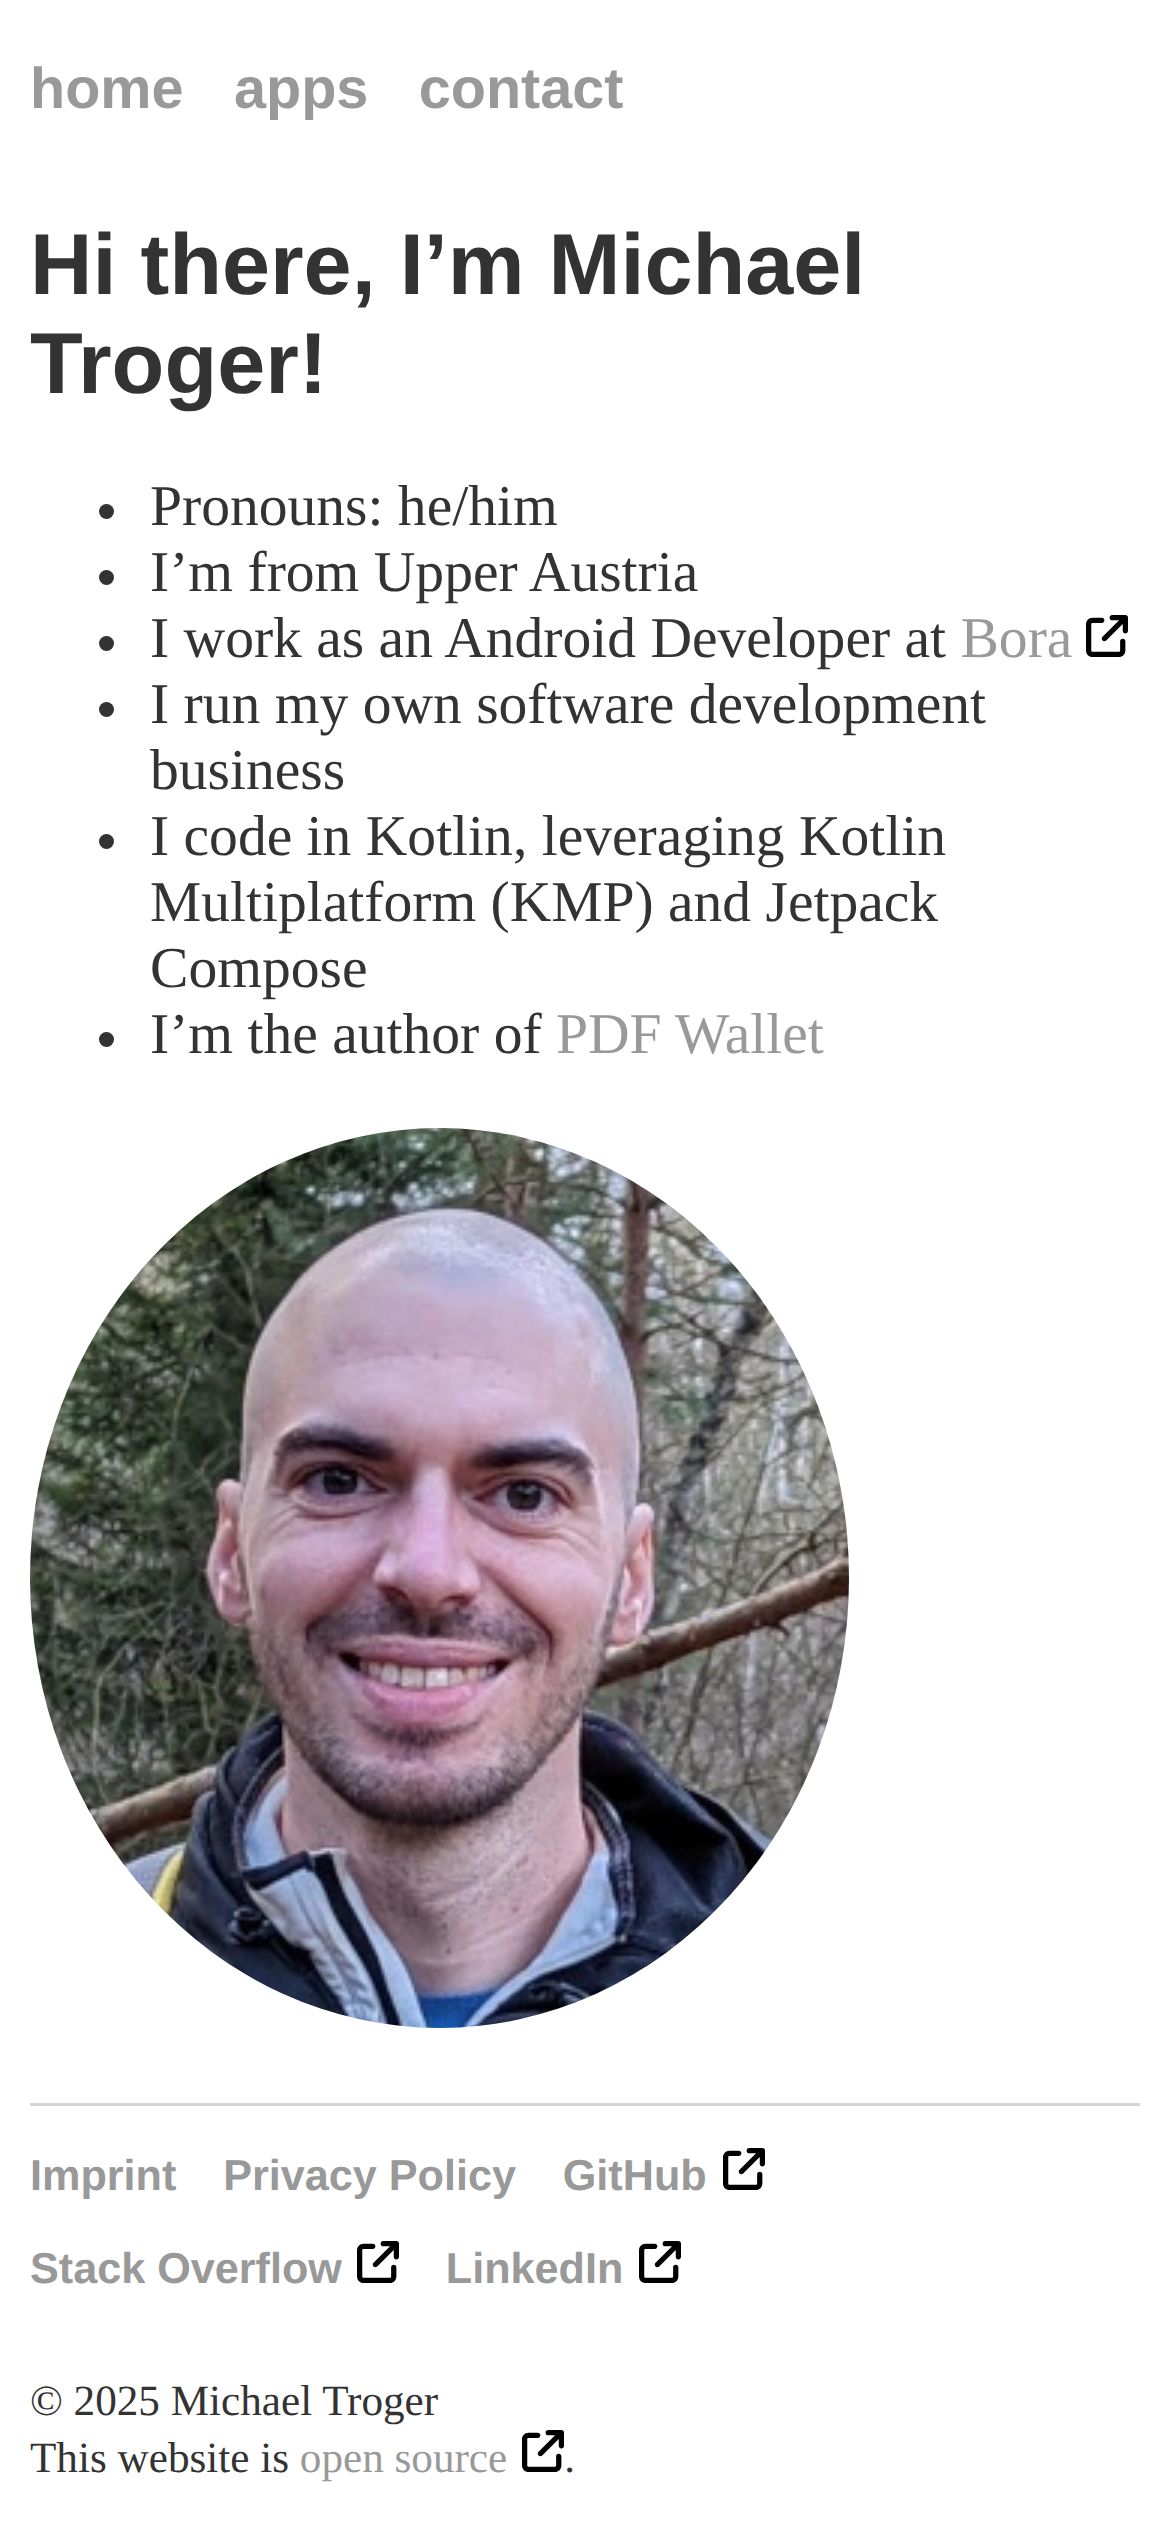 home apps contact
Hi there, I’m Michael
Troger!
• Pronouns: he/him
• I’m from Upper Austria
• I work as an Android Developer at Bora
• I run my own software development
business
• I code in Kotlin, leveraging Kotlin
Multiplatform (KMP) and Jetpack
Compose
• I’m the author of PDF Wallet
Imprint Privacy Policy GitHub
Stack Overflow LinkedIn
© 2025 Michael Troger
This website is open source.